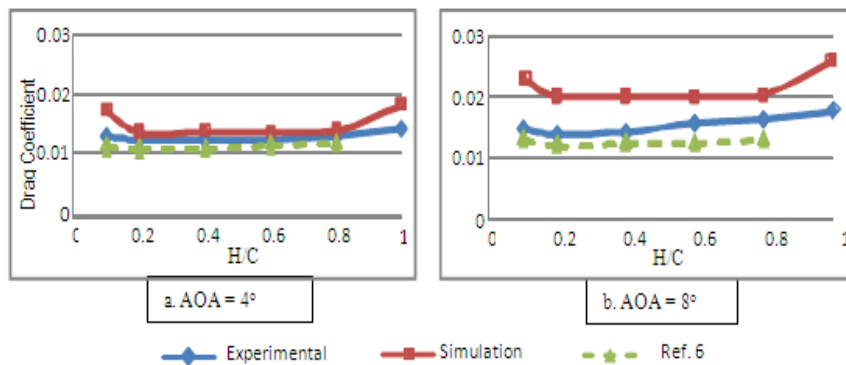 0.03
0.02
0.01
0
Drag Coefficient
0 0.2 0.4 0.6 0.8 1
H/C
a. AOA = 4°
0.03
0.02
0.01
0
0 0.2 0.4 0.6 0.8 1
H/C
b. AOA = 8°
Experimental Simulation Ref. 6